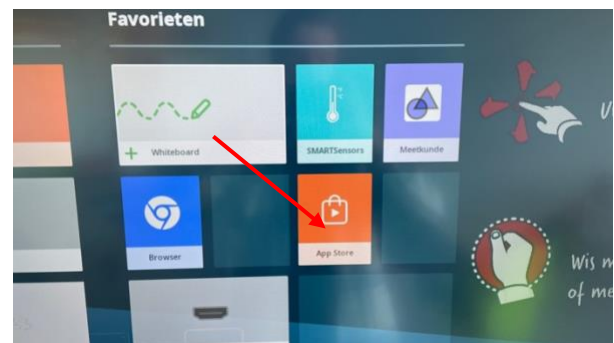 Favorieten
Whiteboard
SMARTSensors
Meetkunde
Browser
App Store
Wis m
of me